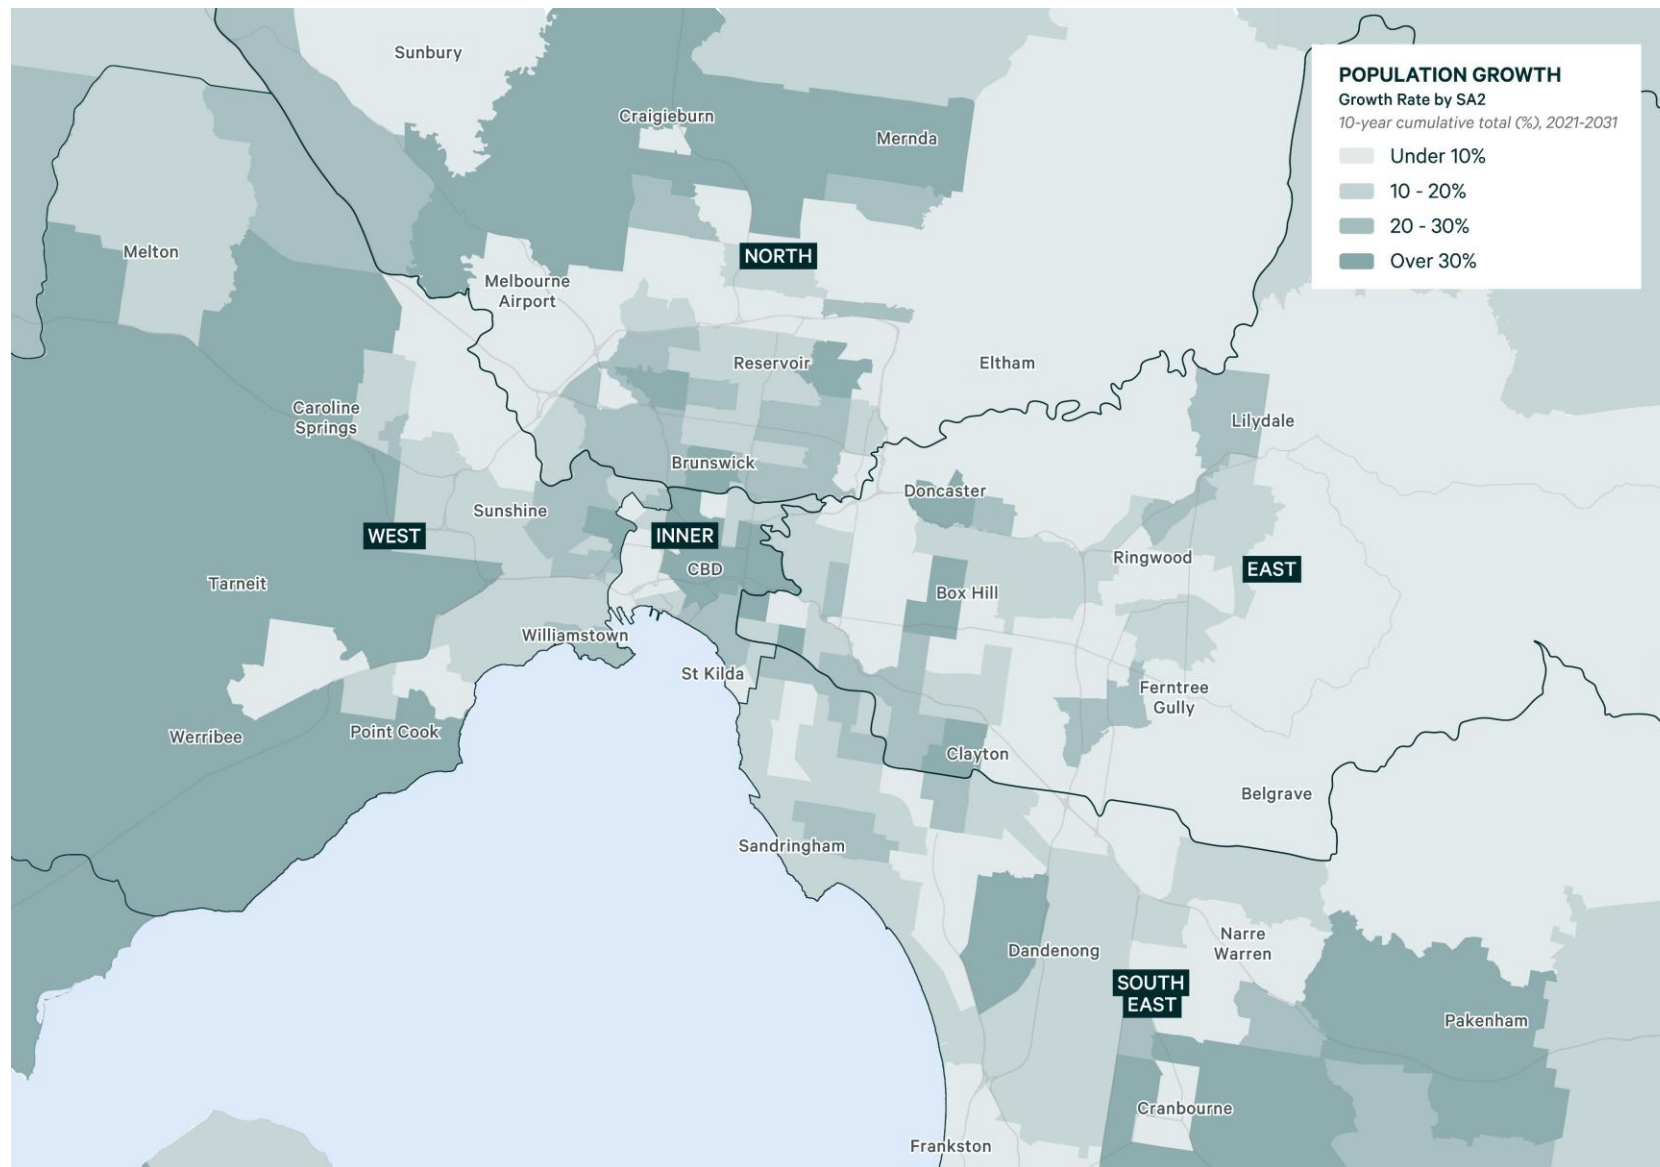 Sunbury
POPULATION GROWTH
Growth Rate by SA2
10-year cumulative total (%), 2021-2031
Under 10%
10 - 20%
20 - 30%
Over 30%
Craigieburn
Mernda
Melton
NORTH
Melbourne
Airport
Reservoir
Eltham
Caroline
Springs
Lilydale
Brunswick
Doncaster
Sunshine
WEST
INNER
Ringwood
EAST
CBD
Tarneit
Box Hill
Williamstown
St Kilda
Ferntree
Gully
Werribee
Point Cook
Clayton
Belgrave
Sandringham
Narre
Warren
Dandenong
SOUTH
EAST
Pakenham
Cranbourne
Frankston